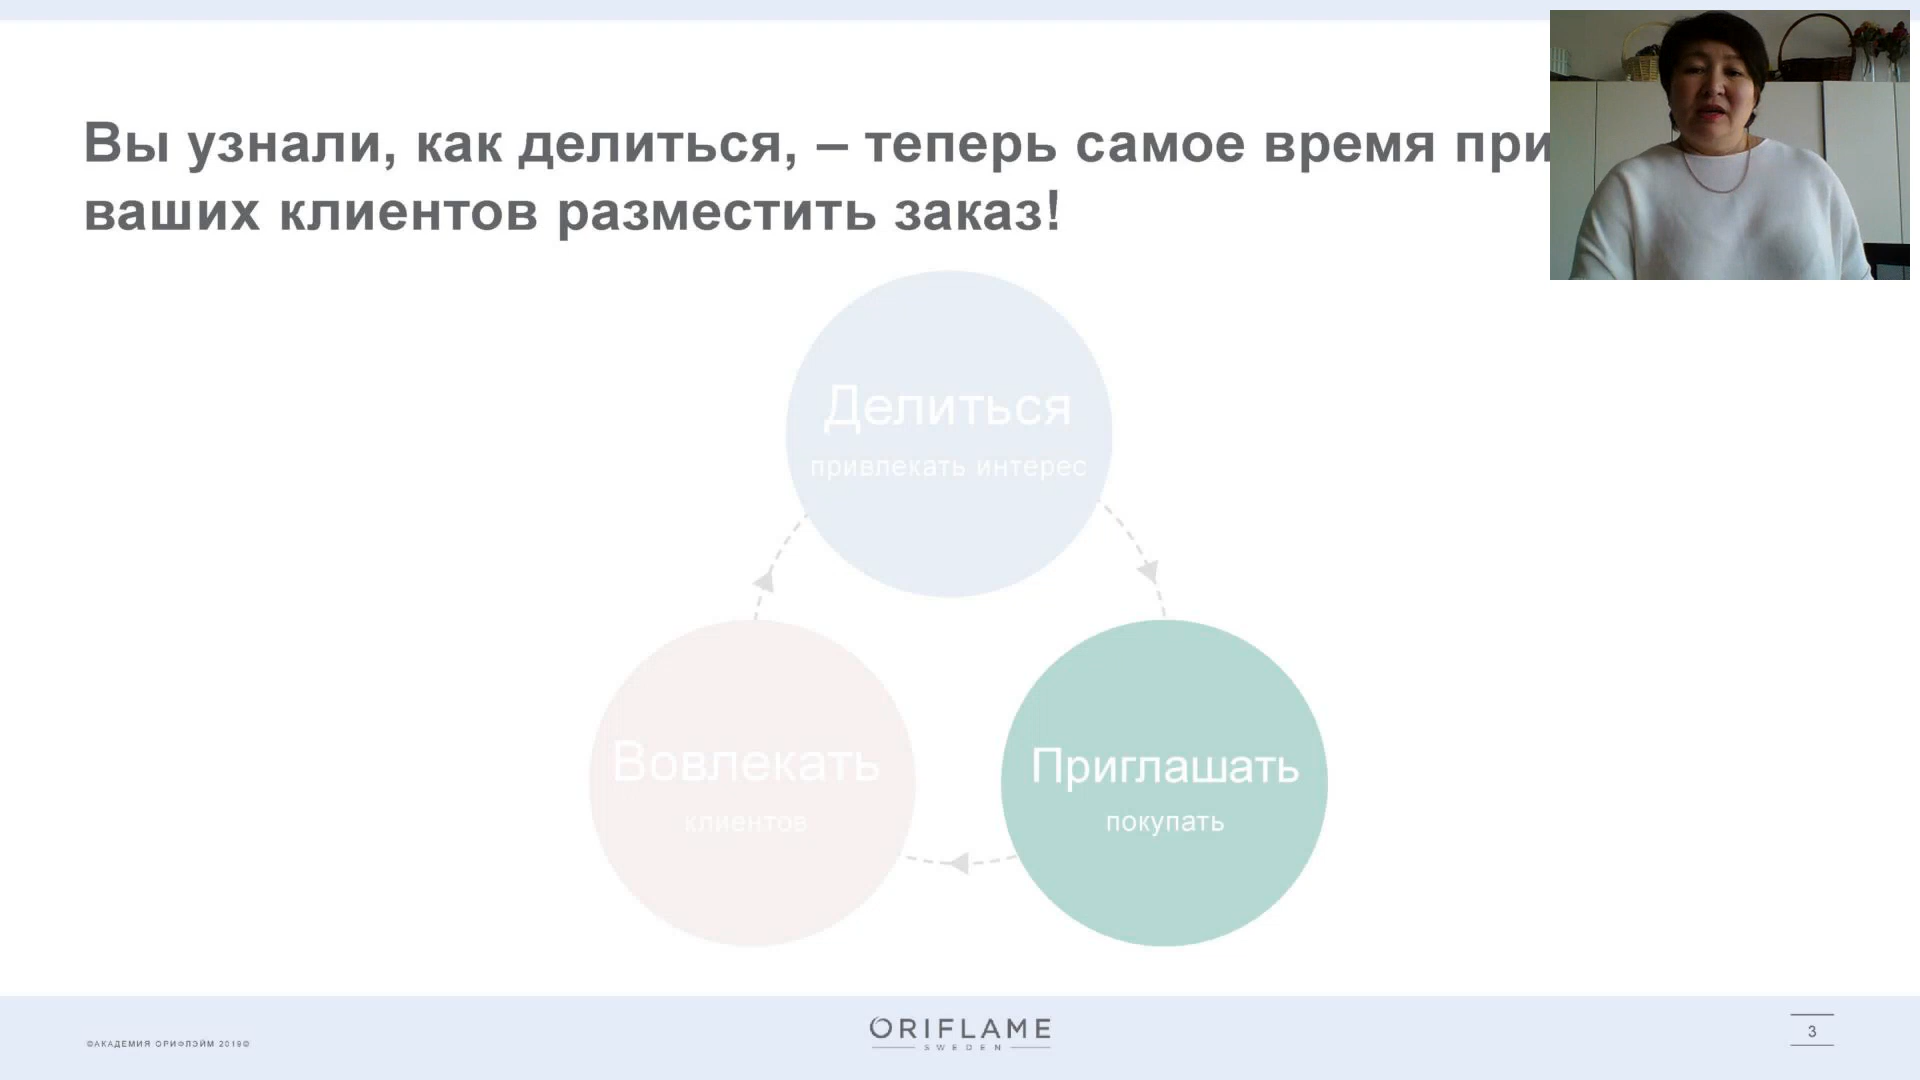 Вы узнали, как делиться, – теперь самое время
ваших клиентов разместить заказ!
Делиться
привлекать интерес
Вовлекать
клиентов
Приглашать
покупать
©АКАДЕМИЯ ОРИФЛЭЙМ 2019©
ORIFLAME
SWEDEN
3